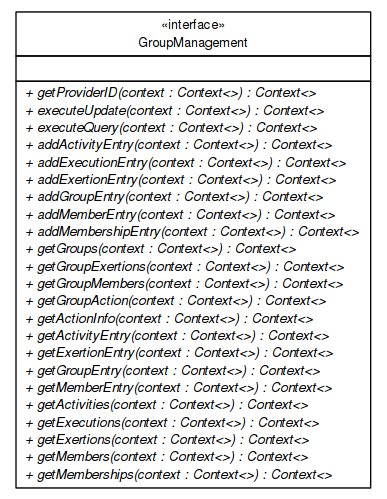 «interface»
GroupManagement
+ getProviderID(context : Context<>) : Context<>
+ executeUpdate(context : Context<>) : Context<>
+ executeQuery(context : Context<>) : Context<>
+ addActivityEntry(context : Context<>) : Context<>
+ addExecutionEntry(context : Context<>) : Context<>
+ addExertionEntry(context : Context<>) : Context<>
+ addGroupEntry(context : Context<>) : Context<>
+ addMemberEntry(context : Context<>) : Context<>
+ addMembershipEntry(context : Context<>) : Context<>
+ getGroups(context : Context<>) : Context<>
+ getGroupExertions(context : Context<>) : Context<>
+ getGroupMembers(context : Context<>) : Context<>
+ getGroupAction(context : Context<>) : Context<>
+ getActionInfo(context : Context<>) : Context<>
+ getActivityEntry(context : Context<>) : Context<>
+ getExertionEntry(context : Context<>) : Context<>
+ getGroupEntry(context : Context<>) : Context<>
+ getMemberEntry(context : Context<>) : Context<>
+ getActivities(context : Context<>) : Context<>
+ getExecutions(context : Context<>) : Context<>
+ getExertions(context : Context<>) : Context<>
+ getMembers(context : Context<>) : Context<>
+ getMemberships(context : Context<>) : Context<>